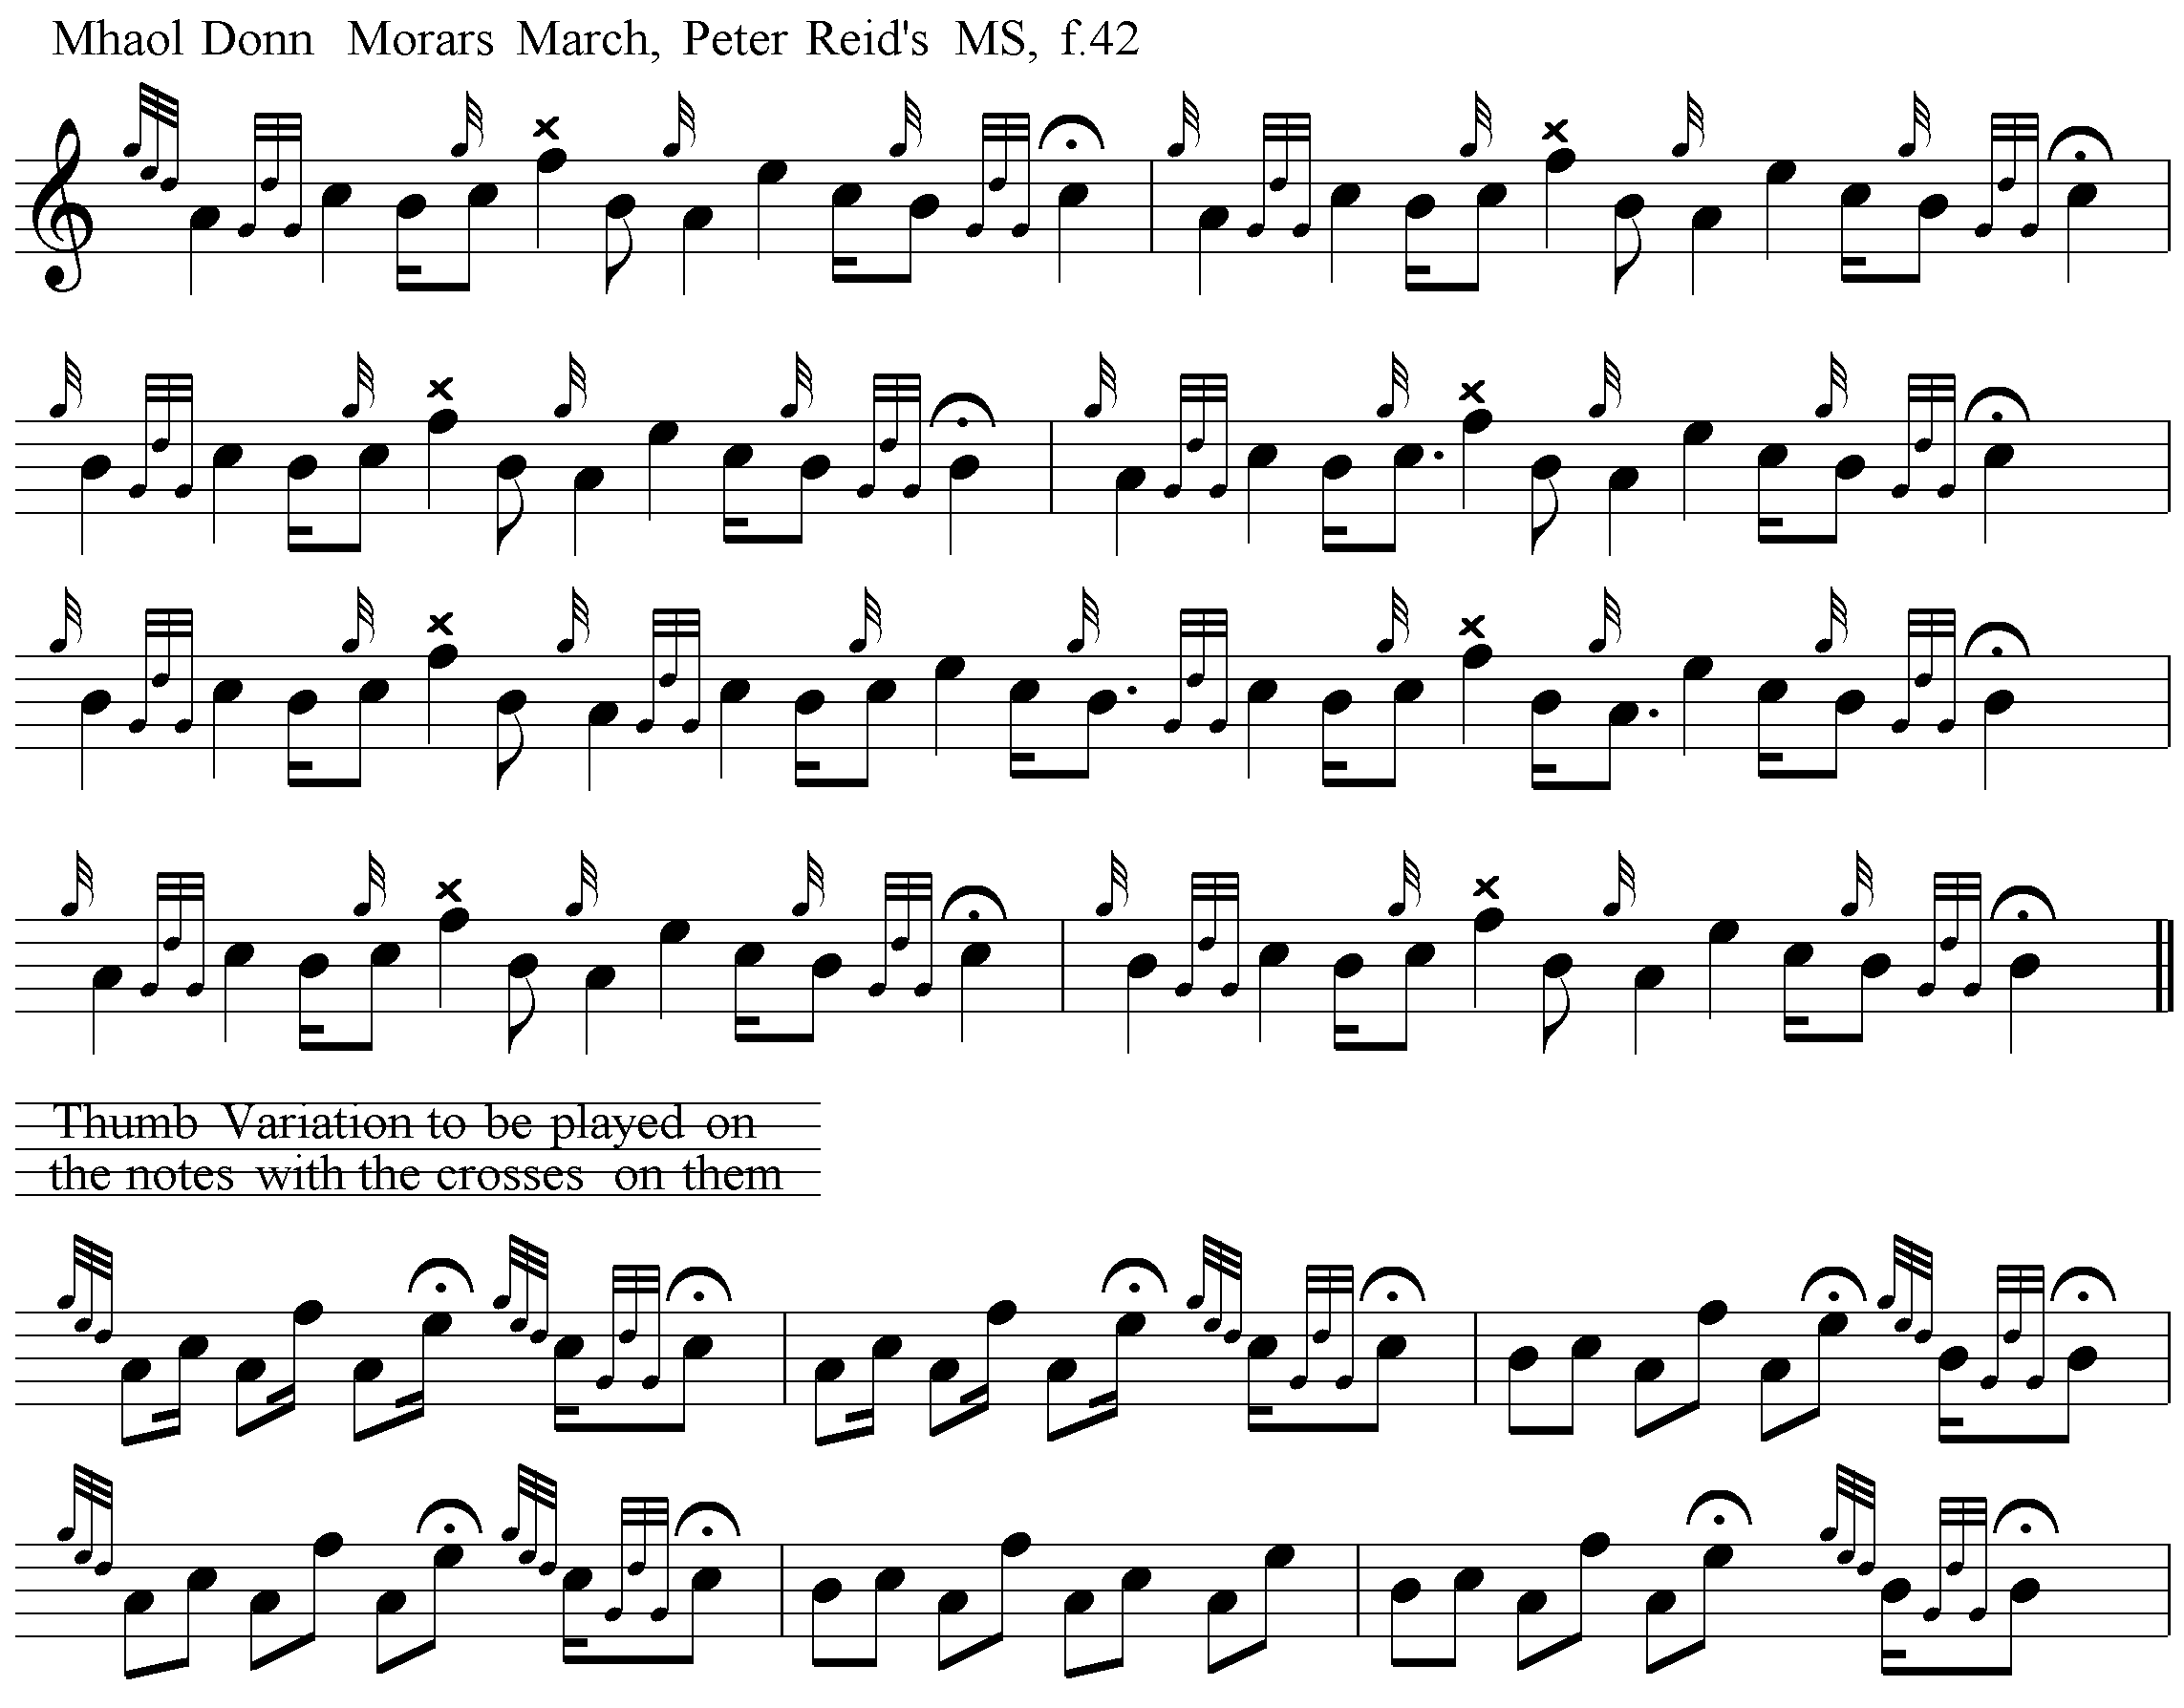 Mhaol Donn Morars March, Peter Reid's MS, f.42
Thumb Variation to be played on
the notes with the crosses on them